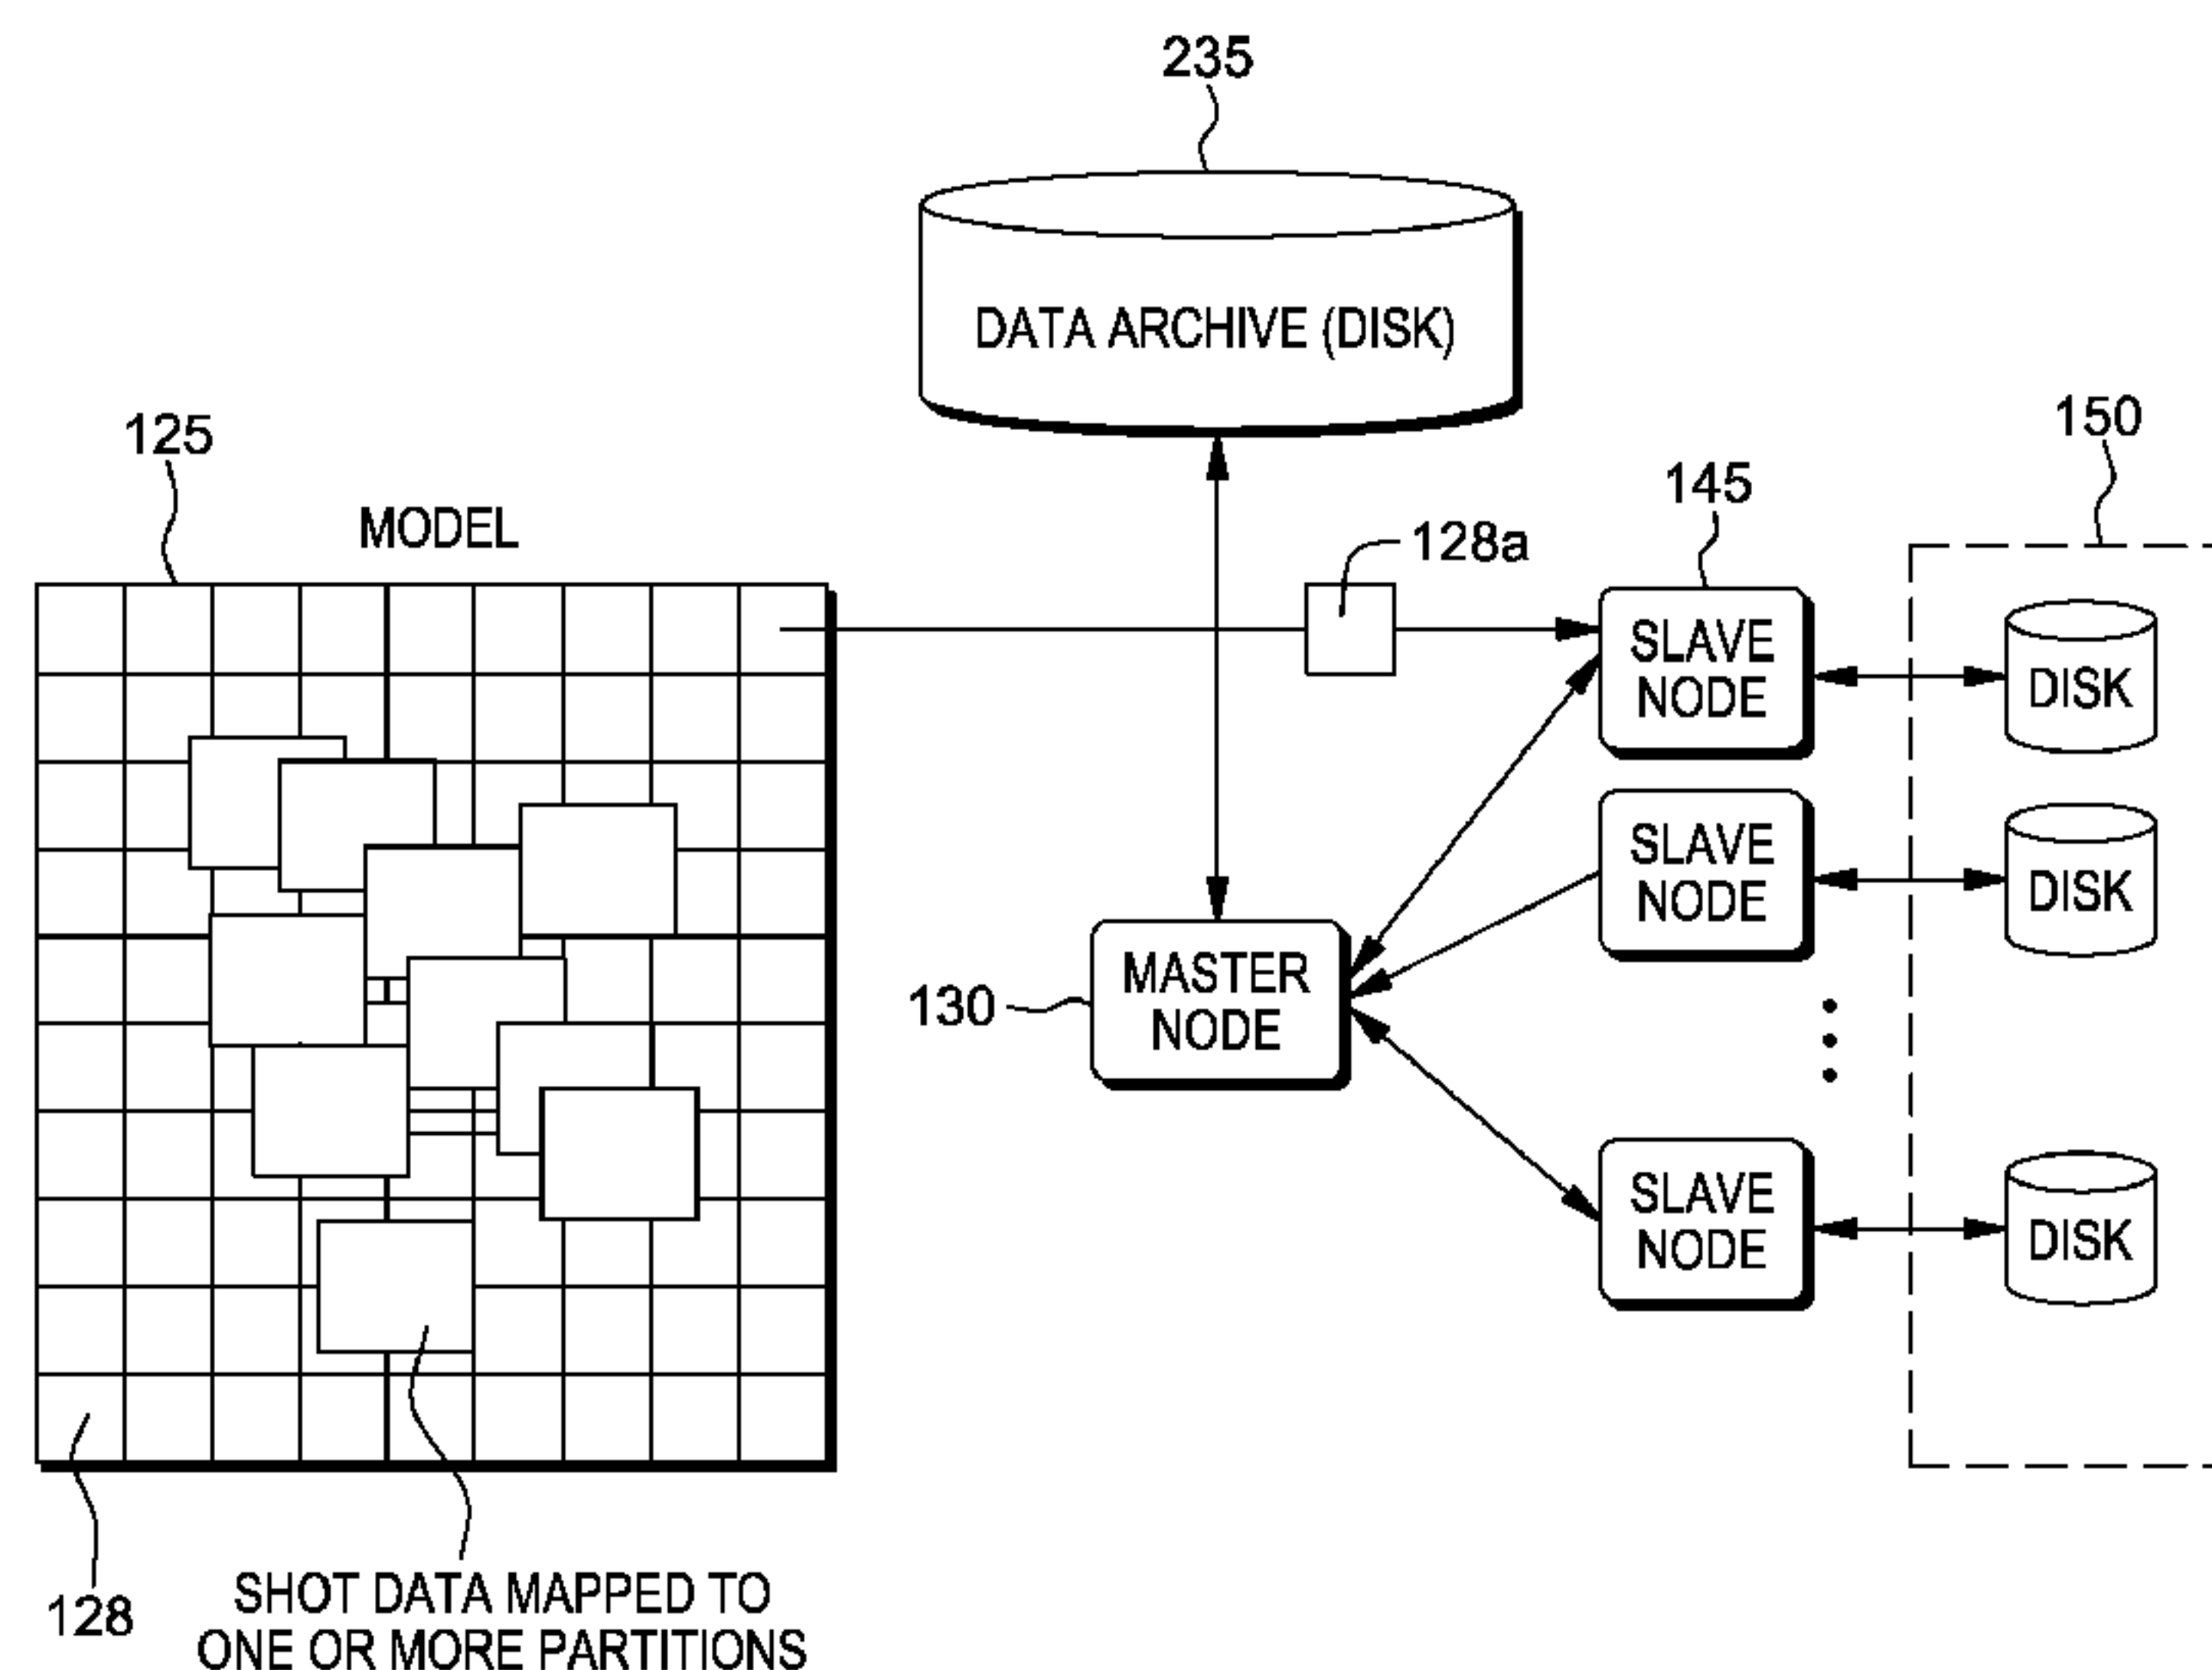 235
DATA ARCHIVE (DISK)
125
MODEL
128a
145
150
SLAVE
NODE
DISK
SLAVE
NODE
DISK
130
MASTER
NODE
SLAVE
NODE
DISK
128
SHOT DATA MAPPED TO
ONE OR MORE PARTITIONS